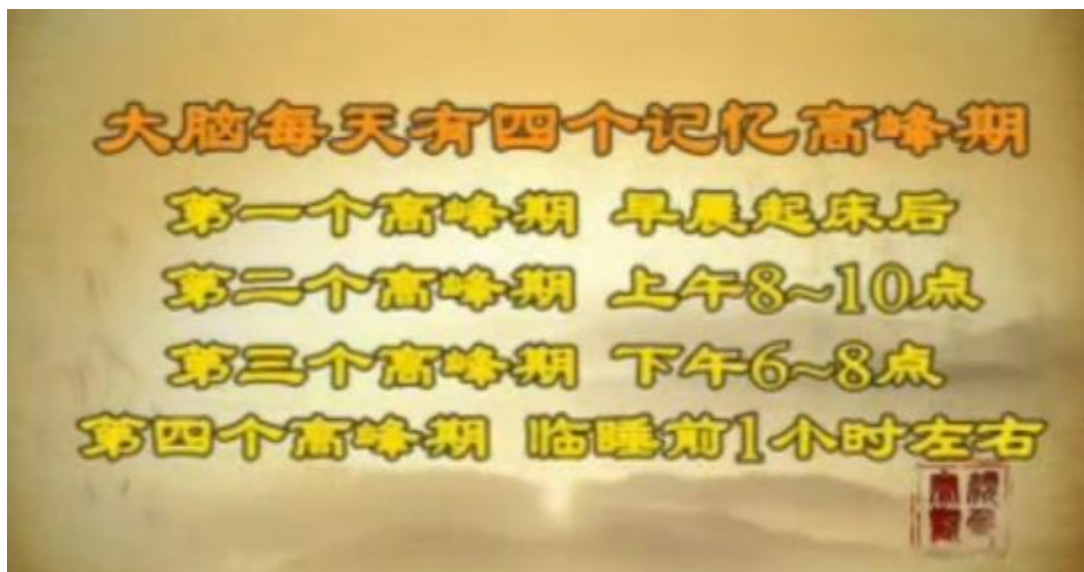 大脑每天有四个记忆高峰期
第一个高峰期 早晨起床后
第二个高峰期 上午8~10点
第三个高峰期 下午6~8点
第四个高峰期 临睡前1个时左右